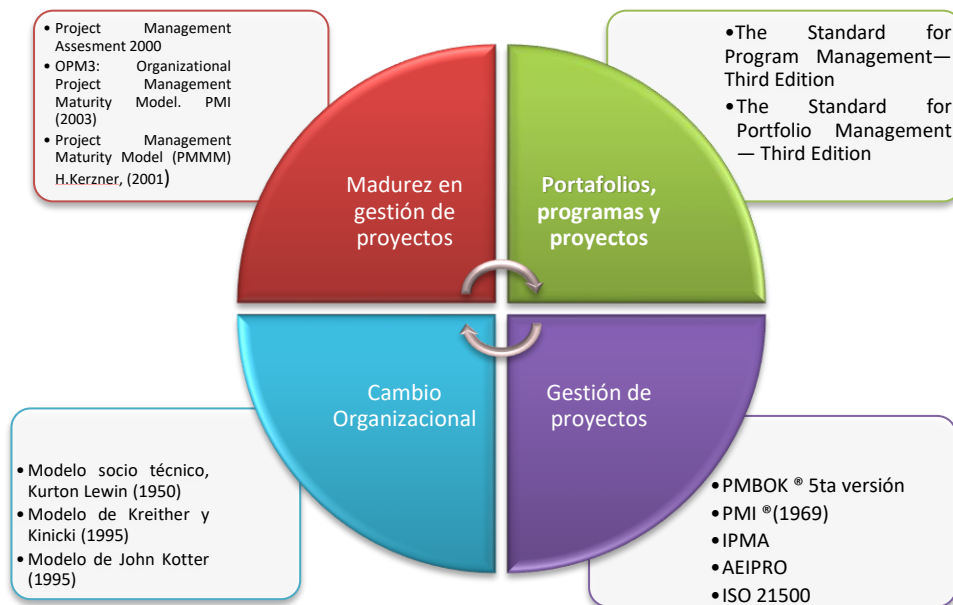 • Project Management
Assesment 2000
• OPM3: Organizational
Project Management
Maturity Model. PMI
(2003)
• Project Management
Maturity Model (PMMM)
H.Kerzner, (2001)
•The Standard for
Program Management—
Third Edition
•The Standard for
Portfolio Management
— Third Edition
Madurez en
gestión de
proyectos
Portafolios,
programas y
proyectos
Cambio
Organizacional
Gestión de
proyectos
• Modelo socio técnico,
Kurton Lewin (1950)
• Modelo de Kreither y
Kinicki (1995)
• Modelo de John Kotter
(1995)
•PMBOK ® 5ta versión
•PMI ®(1969)
•IPMA
•AEIPRO
•ISO 21500